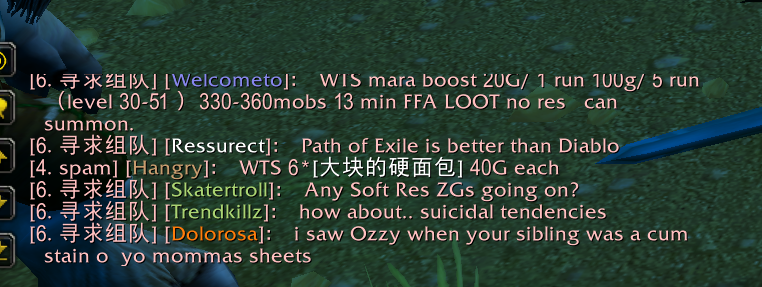 [6. 寻求组队] [Welcometo]: WTS mara boost 20G/ 1 run 100g/ 5 run
（level 30-51 ）330-360mobs 13 min FFA LOOT no res can
summon.
[6. 寻求组队] [Ressurect]: Path of Exile is better than Diablo
[4. spam] [Hangry]: WTS 6*[大块的硬面包] 40G each
[6. 寻求组队] [Skatertroll]: Any Soft Res ZGs going on?
[6. 寻求组队] [Trendkillz]: how about.. suicidal tendencies
[6. 寻求组队] [Dolorosa]: i saw Ozzy when your sibling was a cum
stain o yo mommas sheets